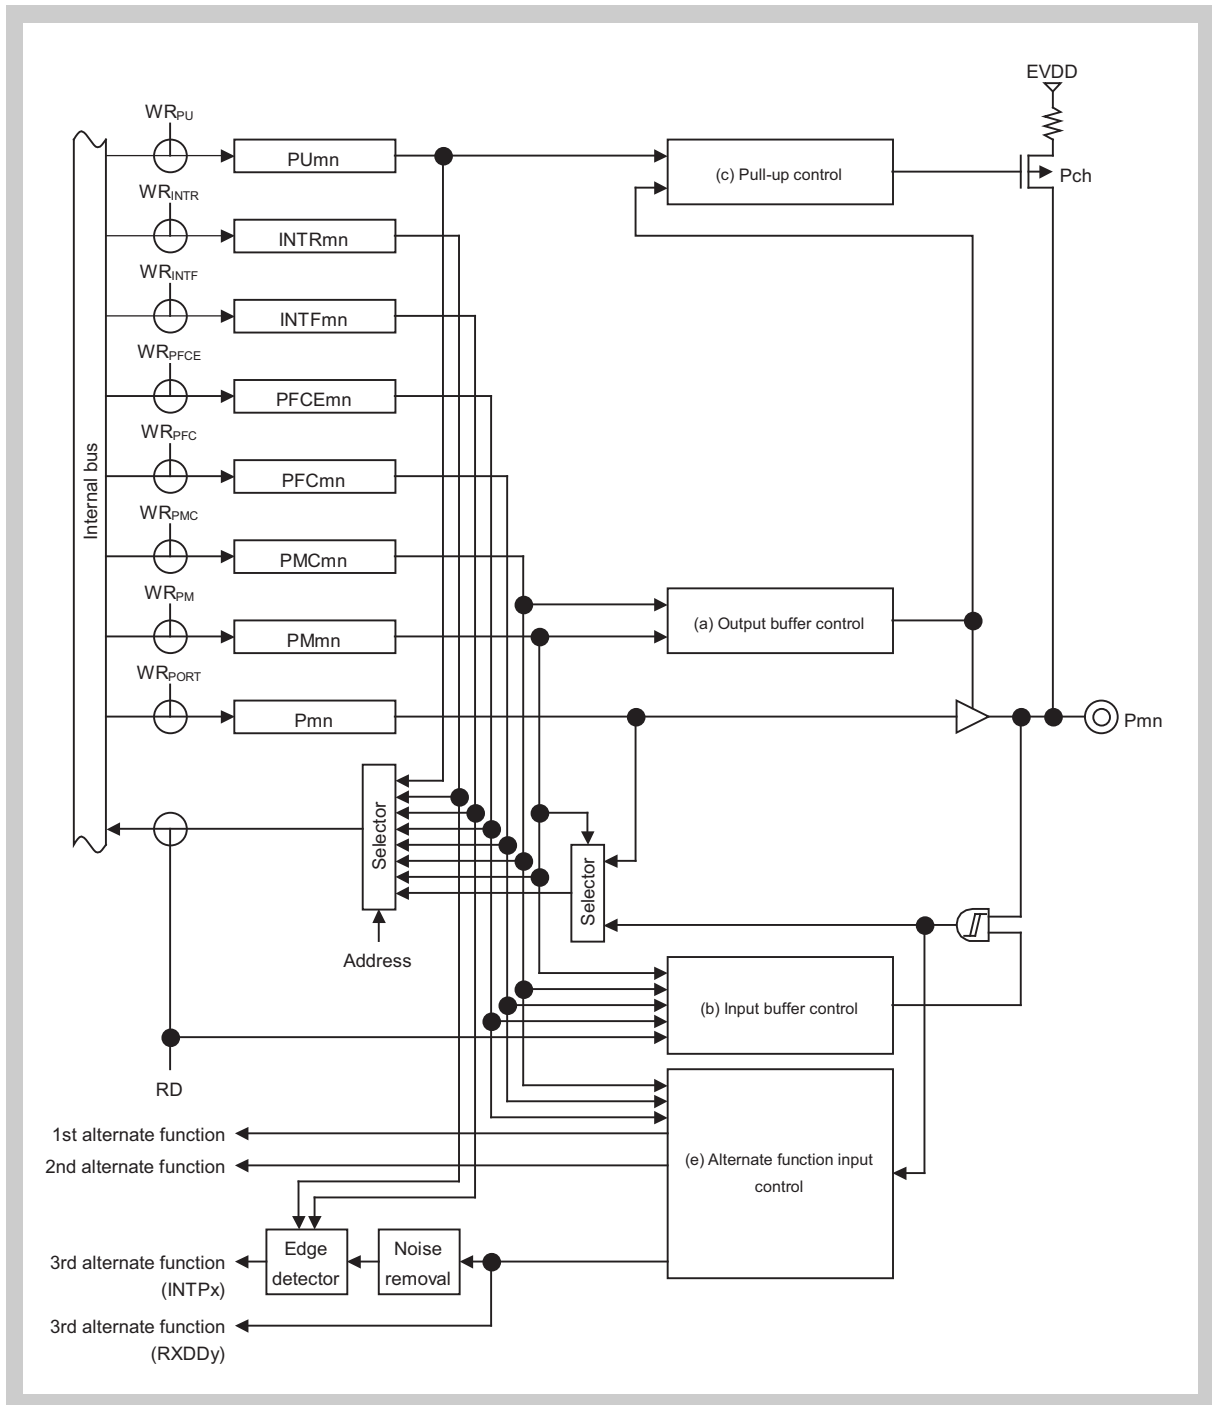 EVDD
WRPU
PUmn
(c) Pull-up control
Pch
WRINTR
INTRmn
WRINTF
INTFmn
WRPFCE
PFCEmn
WRPFC
PFCmn
Internal bus
WRPMC
PMCmn
WRPM
PMmn
(a) Output buffer control
WRPORT
Pmn
Pmn
Selector
Selector
Address
(b) Input buffer control
RD
1st alternate function
2nd alternate function
(e) Alternate function input
control
3rd alternate function
(INTPx)
Edge
detector
Noise
removal
3rd alternate function
(RXDDy)